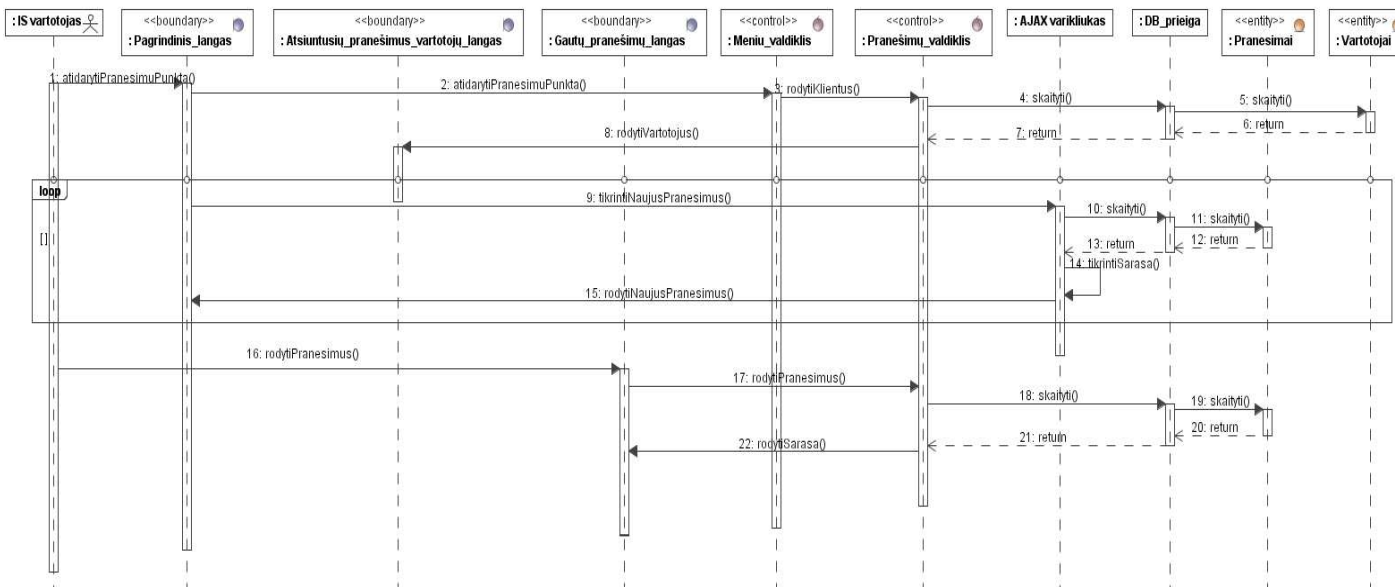 : IS vartotojas
<<boundary>>
: Pagrindinis_langas
<<boundary>>
: Atsiuntusių_pranešimus_vartotojų_langas
<<boundary>>
: Gautų_pranešimų_langas
<<control>>
: Meniu_valdiklis
<<control>>
: Pranešimų_valdiklis
: AJAX varikliukas
: DB_prieiga
<<entity>>
: Pranesimai
<<entity>>
: Vartotojai
1: atidarytiPranesimuPunkta()
2: atidarytiPranesimuPunkta()
3: rodytiKlientus()
4: skaityti()
5: skaityti()
6: return
7: return
8: rodytiVartotojus()
loop
[ ]
9: tikrintiNaujusPranesimus()
10: skaityti()
11: skaityti()
12: return
13: return
14: tikrintiSarasa()
15: rodytiNaujusPranesimus()
16: rodytiPranesimus()
17: rodytiPranesimus()
18: skaityti()
19: skaityti()
20: return
21: return
22: rodytiSarasa()